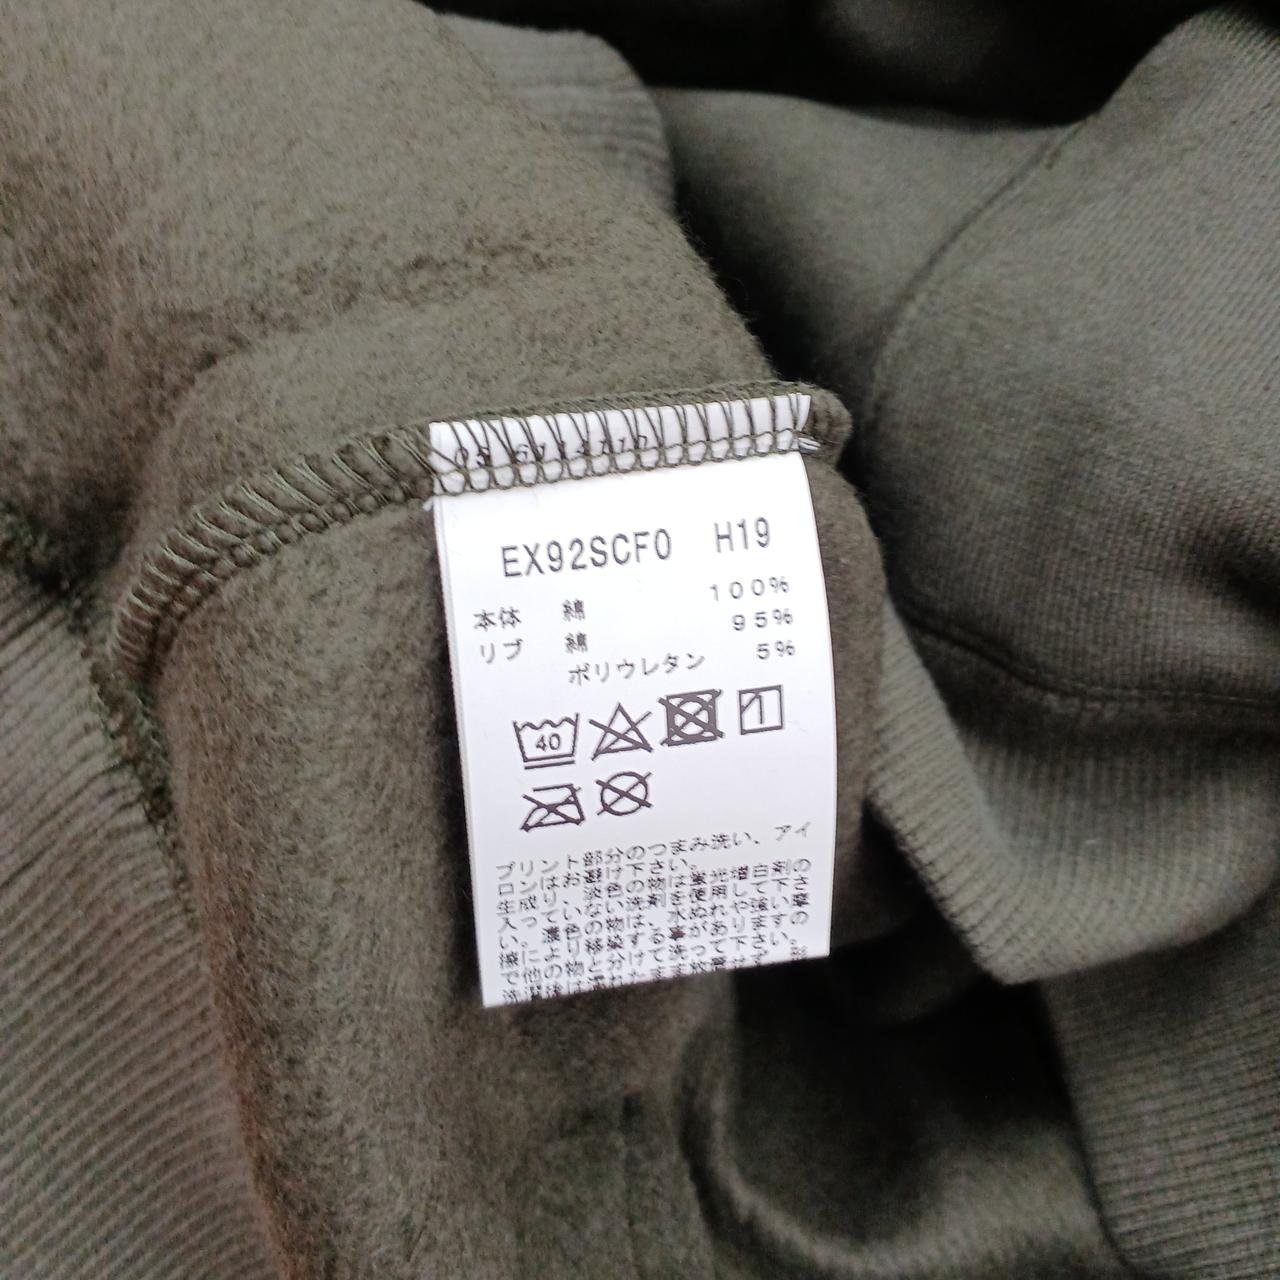 EX92SCF0 H19
本体 綿 100%
リブ 綿 95%
ポリウレタン 5%
40
1
プリント部分のつまみ洗い、アイ
ロンはお避け下さい。
生成り、淡色の物は蛍光増白剤の
入っていない洗剤を使用して下さ
い。濃色の物は、水ぬれや強い摩
擦により移染する事がありますの
で他の物と分けて洗って下さい。